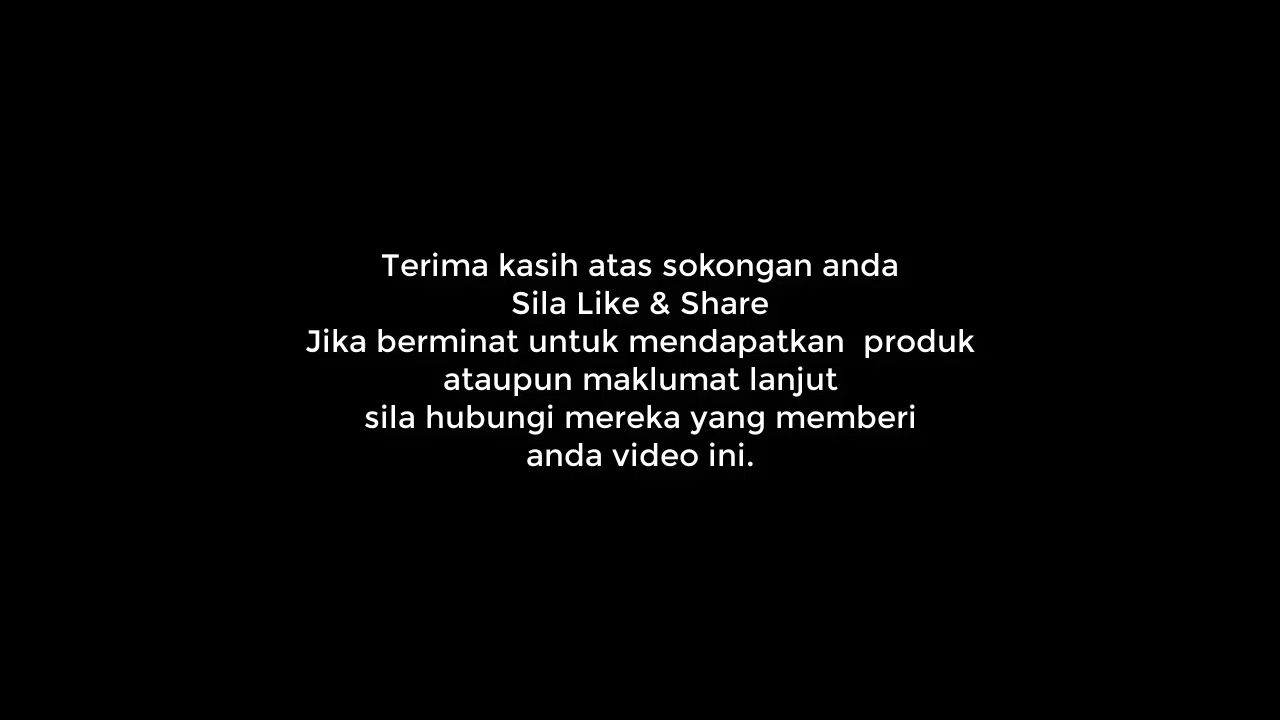 Terima kasih atas sokongan anda
Sila Like & Share
Jika berminat untuk mendapatkan  produk
ataupun maklumat lanjut
sila hubungi mereka yang memberi
anda video ini.